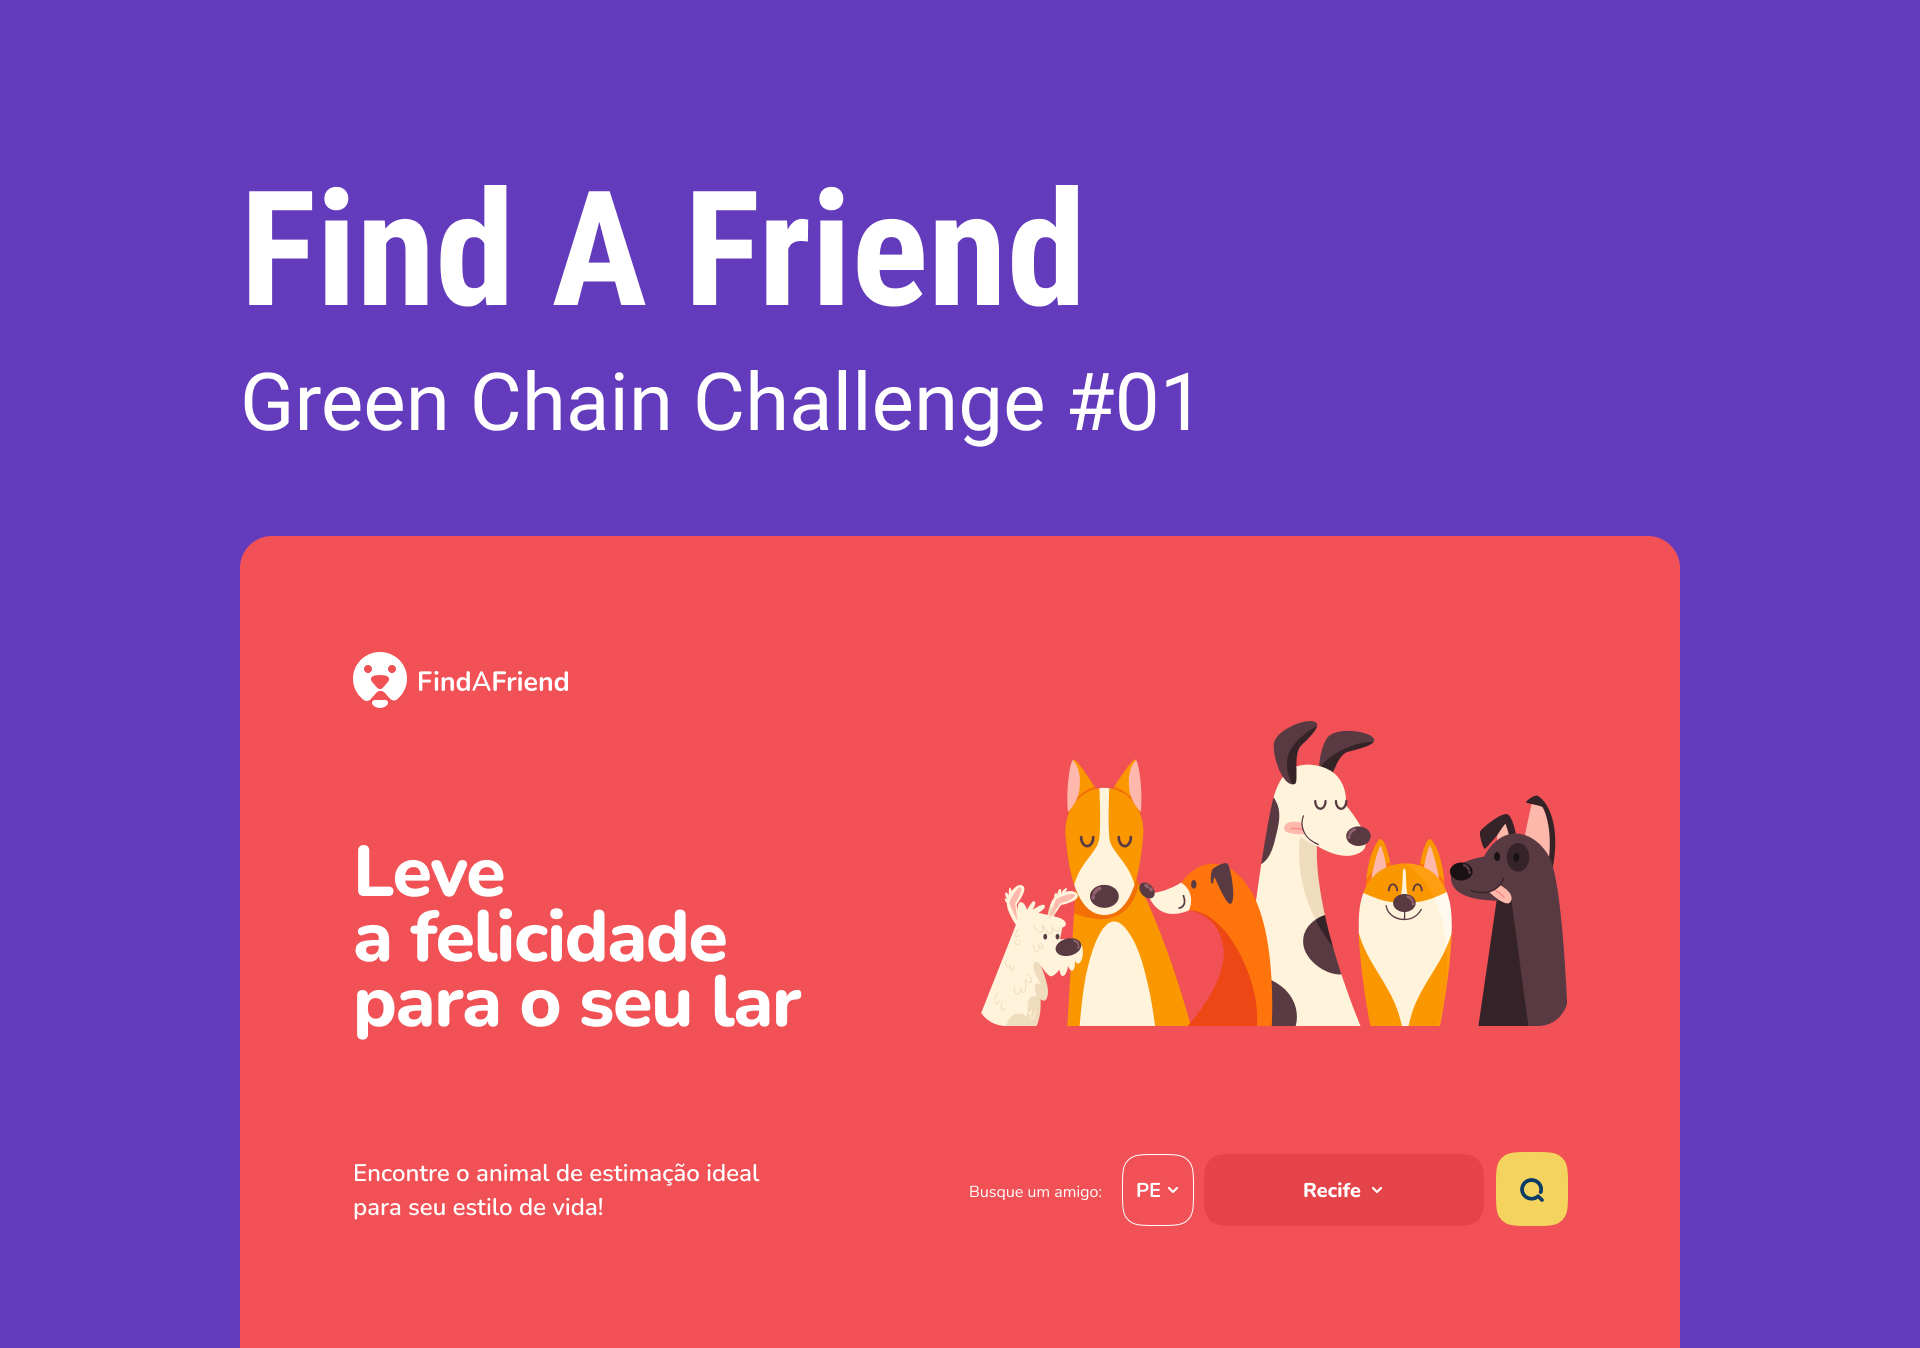 Find A Friend
Green Chain Challenge #01
FindAFriend
Leve
a felicidade
para o seu lar
Encontre o animal de estimação ideal
para seu estilo de vida!
Busque um amigo:
PE
Recife